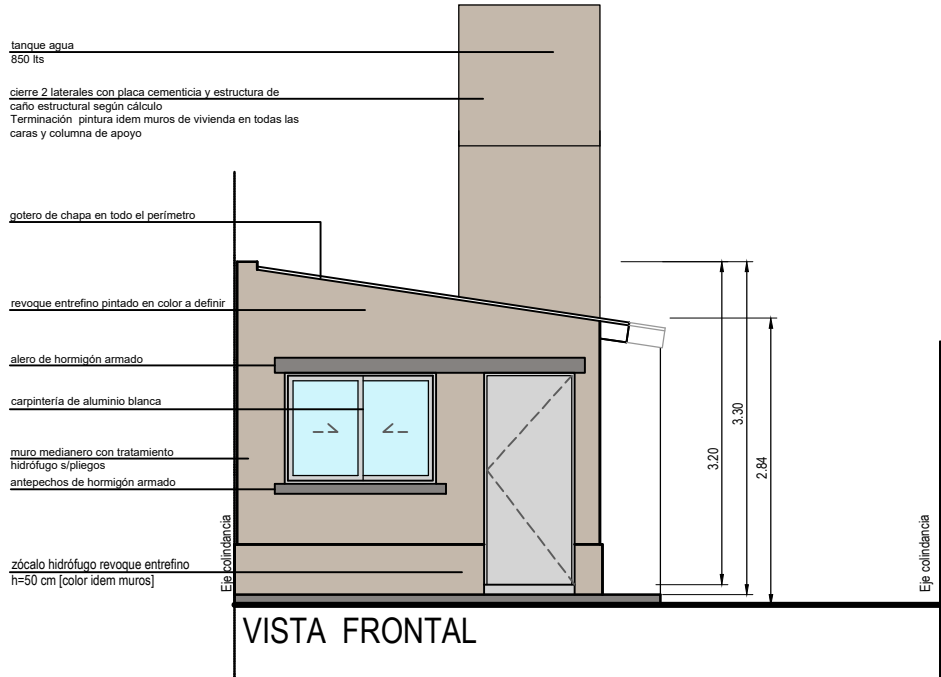 tanque agua
850 lts
cierre 2 laterales con placa cementicia y estructura de
caño estructural según cálculo
Terminación pintura idem muros de vivienda en todas las
caras y columna de apoyo
gotero de chapa en todo el perímetro
revoque entrefino pintado en color a definir
alero de hormigón armado
carpintería de aluminio blanca
muro medianero con tratamiento
hidrófugo s/pliegos
antepechos de hormigón armado
zócalo hidrófugo revoque entrefino
h=50 cm [color idem muros]
Eje colindancia
3.20
3.30
2.84
Eje colindancia
VISTA FRONTAL